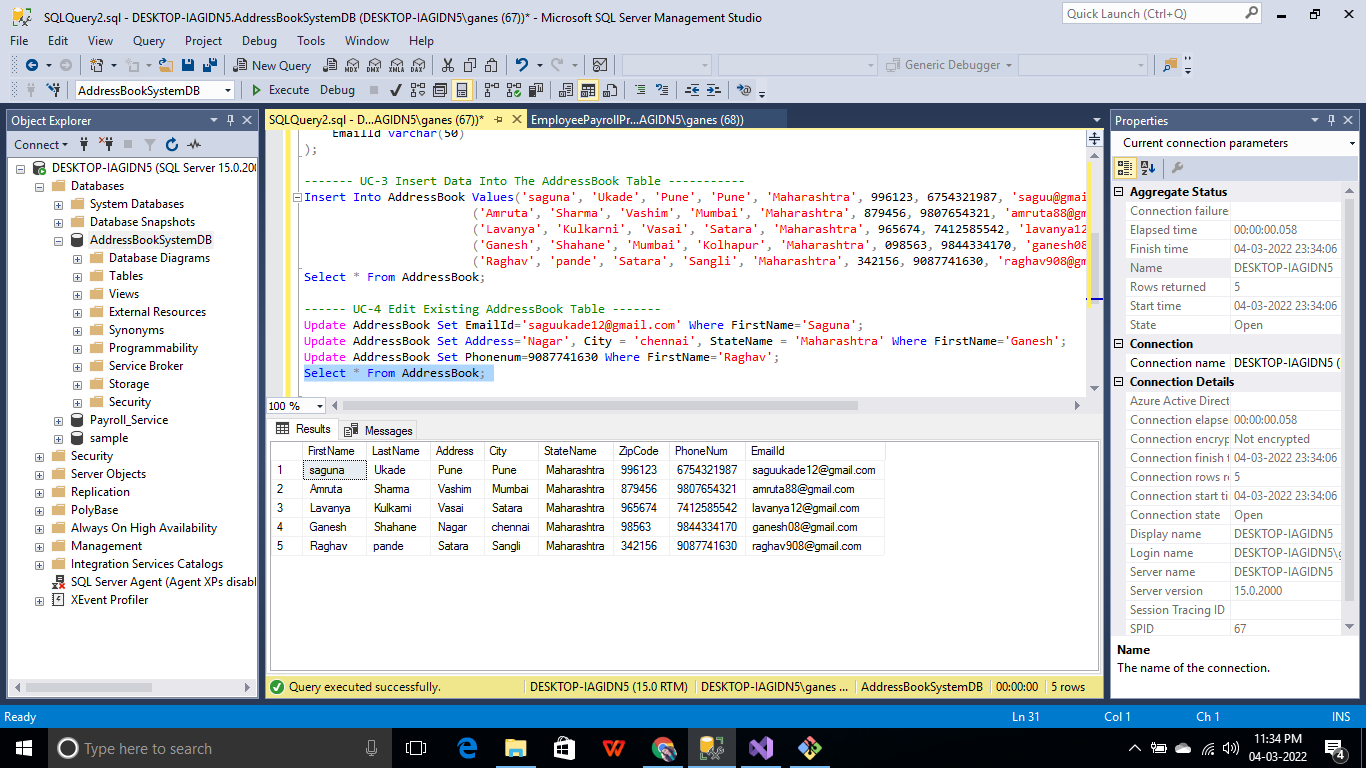 SQLQuery2.sql - DESKTOP-IAGIDN5.AddressBookSystemDB (DESKTOP-IAGIDN5\ganes (67))* - Microsoft SQL Server Management Studio
Quick Launch (Ctrl+Q)
File Edit View Query Project Debug Tools Window Help
New Query MDX DMX XMLA DAX Generic Debugger
AddressBookSystemDB Execute Debug
Object Explorer
Connect
DESKTOP-IAGIDN5 (SQL Server 15.0.200
Databases
System Databases
Database Snapshots
AddressBookSystemDB
Database Diagrams
Tables
Views
External Resources
Synonyms
Programmability
Service Broker
Storage
Security
Payroll_Service
sample
Security
Server Objects
Replication
PolyBase
Always On High Availability
Management
Integration Services Catalogs
SQL Server Agent (Agent XPs disabl
XEvent Profiler
SQLQuery2.sql - D...AGIDN5\ganes (67))* EmployeePayrollPr...AGIDN5\ganes (68))
EmailId varchar(50)
);
------- UC-3 Insert Data Into The AddressBook Table -----------
Insert Into AddressBook Values('saguna', 'Ukade', 'Pune', 'Pune', 'Maharashtra', 996123, 6754321987, 'saguu@gmai
('Amruta', 'Sharma', 'Vashim', 'Mumbai', 'Maharashtra', 879456, 9807654321, 'amruta88@gm
('Lavanya', 'Kulkarni', 'Vasai', 'Satara', 'Maharashtra', 965674, 7412585542, 'lavanya12
('Ganesh', 'Shahane', 'Mumbai', 'Kolhapur', 'Maharashtra', 098563, 9844334170, 'ganesh08
('Raghav', 'pande', 'Satara', 'Sangli', 'Maharashtra', 342156, 9087741630, 'raghav908@gm
Select * From AddressBook;
------ UC-4 Edit Existing AddressBook Table -------
Update AddressBook Set EmailId='saguukade12@gmail.com' Where FirstName='Saguna';
Update AddressBook Set Address='Nagar', City = 'chennai', StateName = 'Maharashtra' Where FirstName='Ganesh';
Update AddressBook Set Phonenum=9087741630 Where FirstName='Raghav';
Select * From AddressBook;
100 %
Results Messages
FirstName LastName Address City StateName ZipCode PhoneNum EmailId
1 saguna Ukade Pune Pune Maharashtra 996123 6754321987 saguukade12@gmail.com
2 Amruta Sharma Vashim Mumbai Maharashtra 879456 9807654321 amruta88@gmail.com
3 Lavanya Kulkarni Vasai Satara Maharashtra 965674 7412585542 lavanya12@gmail.com
4 Ganesh Shahane Nagar chennai Maharashtra 98563 9844334170 ganesh08@gmail.com
5 Raghav pande Satara Sangli Maharashtra 342156 9087741630 raghav908@gmail.com
Query executed successfully. DESKTOP-IAGIDN5 (15.0 RTM) DESKTOP-IAGIDN5\ganes ... AddressBookSystemDB 00:00:00 5 rows
Properties
Current connection parameters
Aggregate Status
Connection failure
Elapsed time 00:00:00.058
Finish time 04-03-2022 23:34:06
Name DESKTOP-IAGIDN5
Rows returned 5
Start time 04-03-2022 23:34:06
State Open
Connection
Connection name DESKTOP-IAGIDN5 (
Connection Details
Azure Active Direct
Connection elapse 00:00:00.058
Connection encryp Not encrypted
Connection finish t 04-03-2022 23:34:06
Connection rows re 5
Connection start ti 04-03-2022 23:34:06
Connection state Open
Display name DESKTOP-IAGIDN5
Login name DESKTOP-IAGIDN5\g
Server name DESKTOP-IAGIDN5
Server version 15.0.2000
Session Tracing ID
SPID 67
Name
The name of the connection.
Ready Ln 31 Col 1 Ch 1 INS
Type here to search
11:34 PM
04-03-2022
4